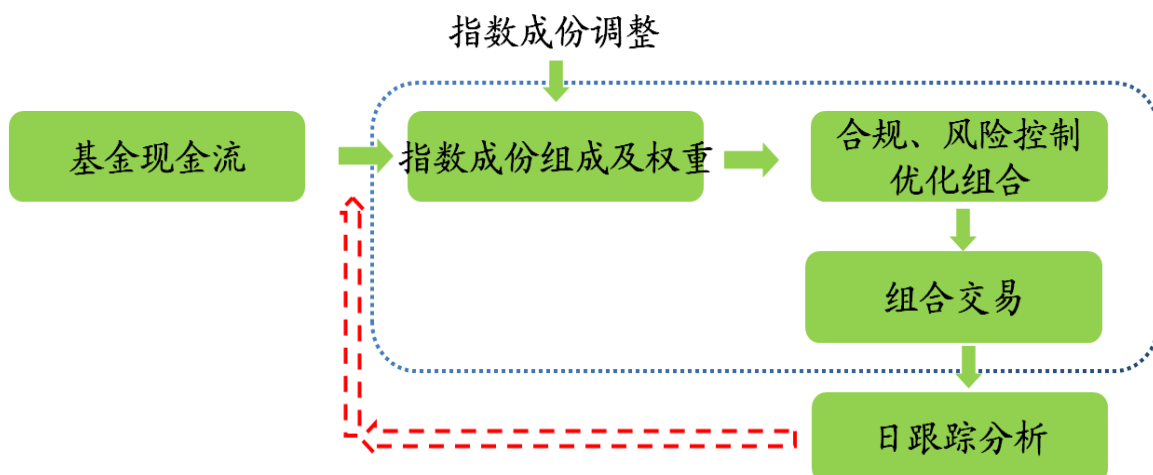 指数成份调整
基金现金流
指数成份组成及权重
合规、风险控制
优化组合
组合交易
日跟踪分析